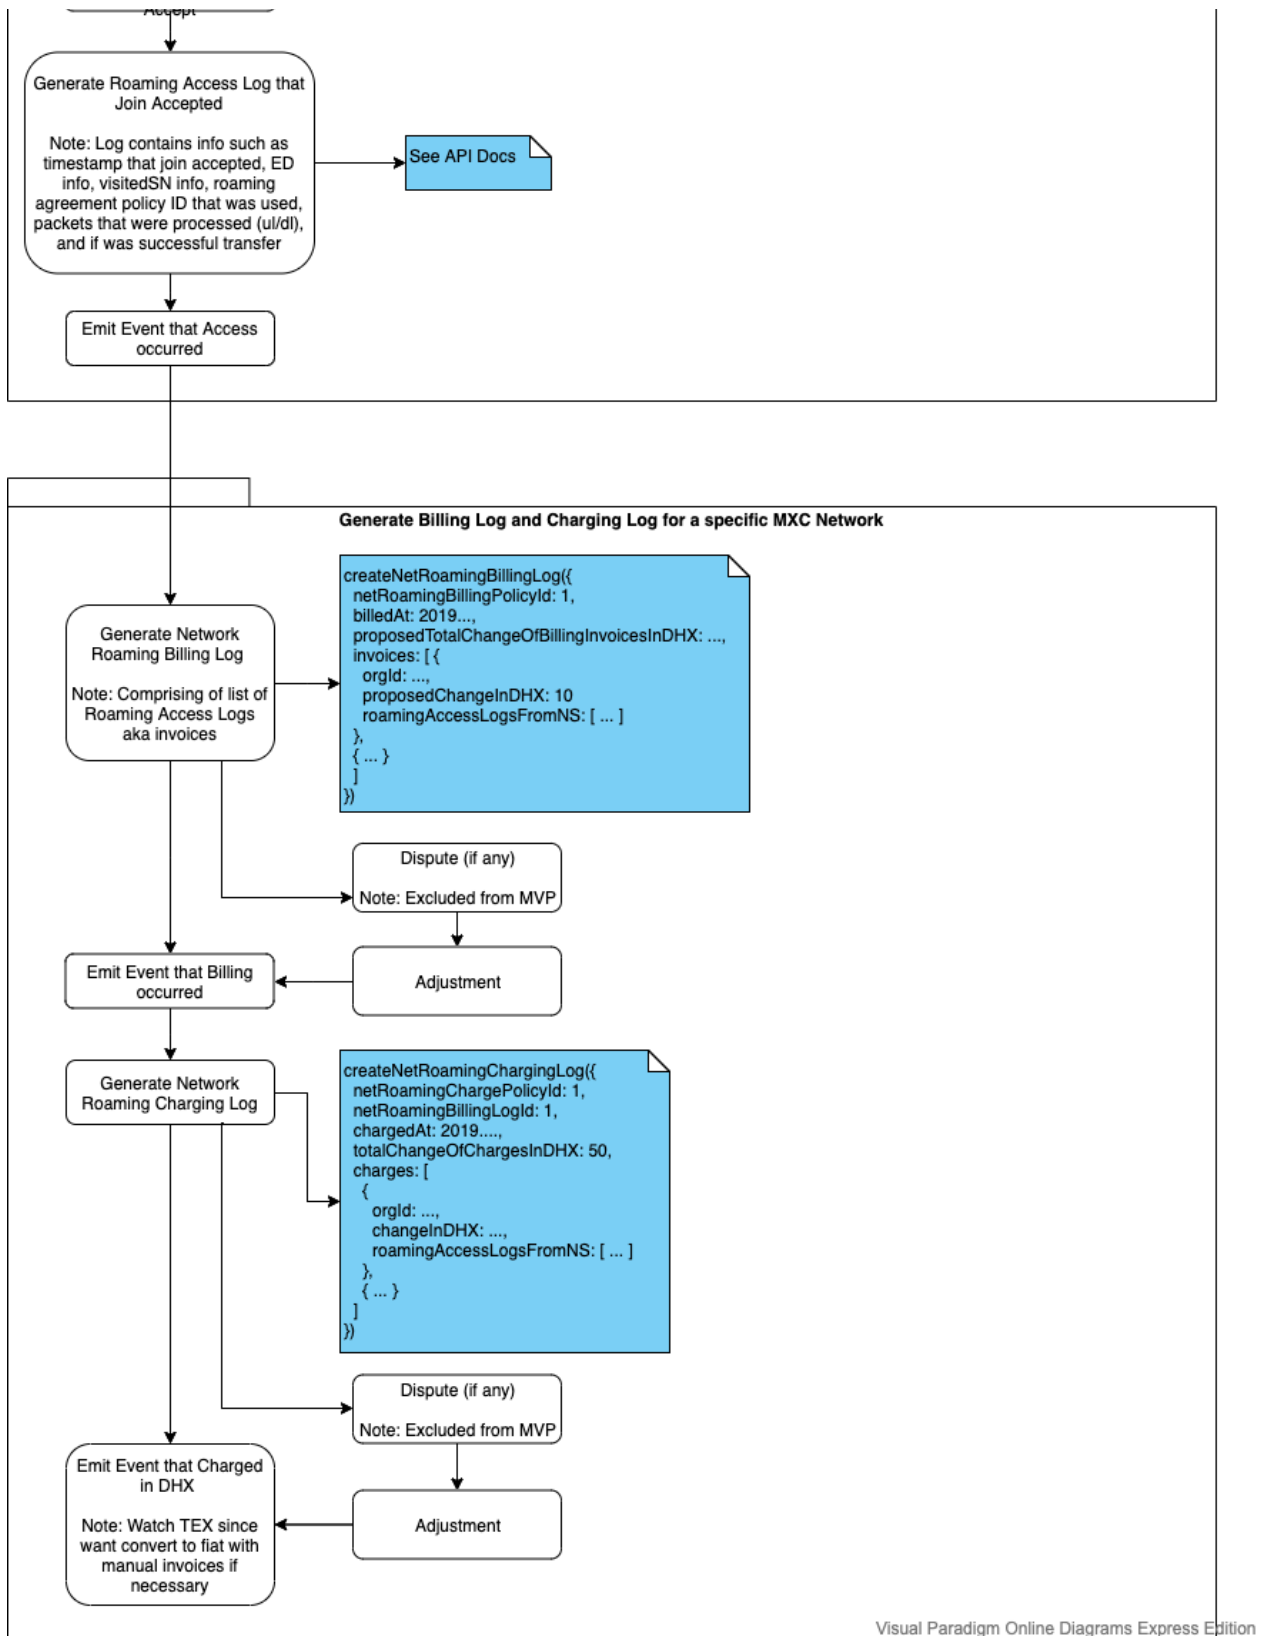 Accept
Generate Roaming Access Log that
Join Accepted
Note: Log contains info such as
timestamp that join accepted, ED
info, visitedSN info, roaming
agreement policy ID that was used,
packets that were processed (ul/dl),
and if was successful transfer
See API Docs
Emit Event that Access
occurred
Generate Billing Log and Charging Log for a specific MXC Network
Generate Network
Roaming Billing Log
Note: Comprising of list of
Roaming Access Logs
aka invoices
createNetRoamingBillingLog({
netRoamingBillingPolicyId: 1,
billedAt: 2019...,
proposedTotalChangeOfBillingInvoicesInDHX: ...,
invoices: [ {
orgId: ...,
proposedChangeInDHX: 10
roamingAccessLogsFromNS: [ ... ]
},
{ ... }
]
})
Dispute (if any)
Note: Excluded from MVP
Emit Event that Billing
occurred
Adjustment
Generate Network
Roaming Charging Log
createNetRoamingChargingLog({
netRoamingChargePolicyId: 1,
netRoamingBillingLogId: 1,
chargedAt: 2019....,
totalChangeOfChargesInDHX: 50,
charges: [
{
orgId: ...,
changeInDHX: ...,
roamingAccessLogsFromNS: [ ... ]
},
{ ... }
]
})
Dispute (if any)
Note: Excluded from MVP
Emit Event that Charged
in DHX
Note: Watch TEX since
want convert to fiat with
manual invoices if
necessary
Adjustment
Visual Paradigm Online Diagrams Express Edition